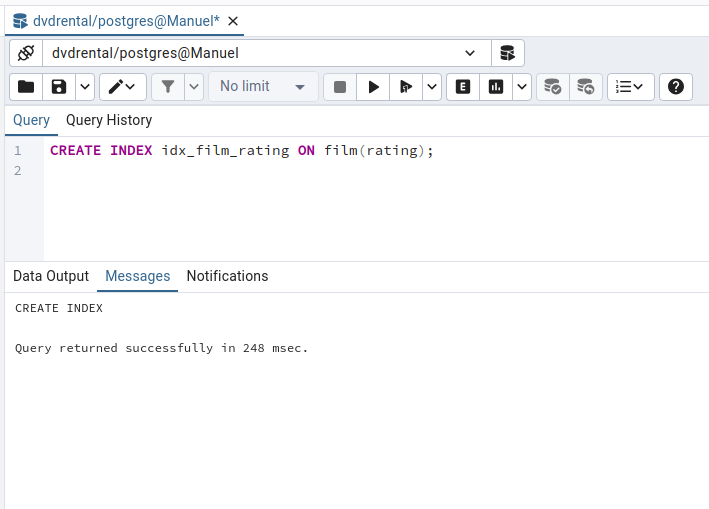 dvdrental/postgres@Manuel*
dvdrental/postgres@Manuel
No limit
E
Query Query History
1 CREATE INDEX idx_film_rating ON film(rating);
2
Data Output Messages Notifications
CREATE INDEX
Query returned successfully in 248 msec.